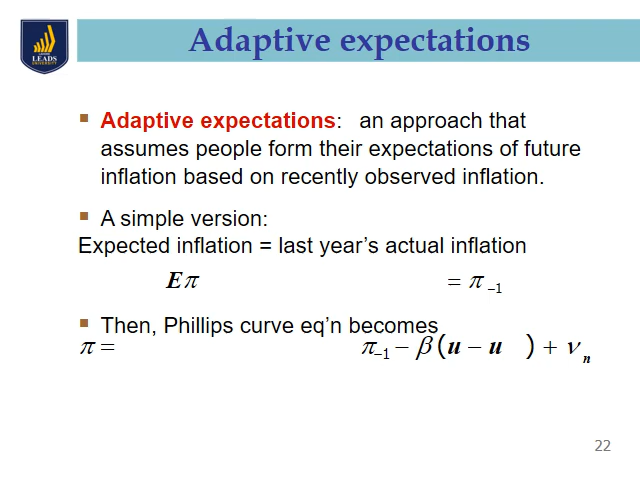 LEADS
UNIVERSITY
Adaptive expectations
▪ Adaptive expectations: an approach that
assumes people form their expectations of future
inflation based on recently observed inflation.
▪ A simple version:
Expected inflation = last year’s actual inflation
Eπ = π₋₁
▪ Then, Phillips curve eq’n becomes
π = π₋₁ − β(u − u ) + νₙ
22